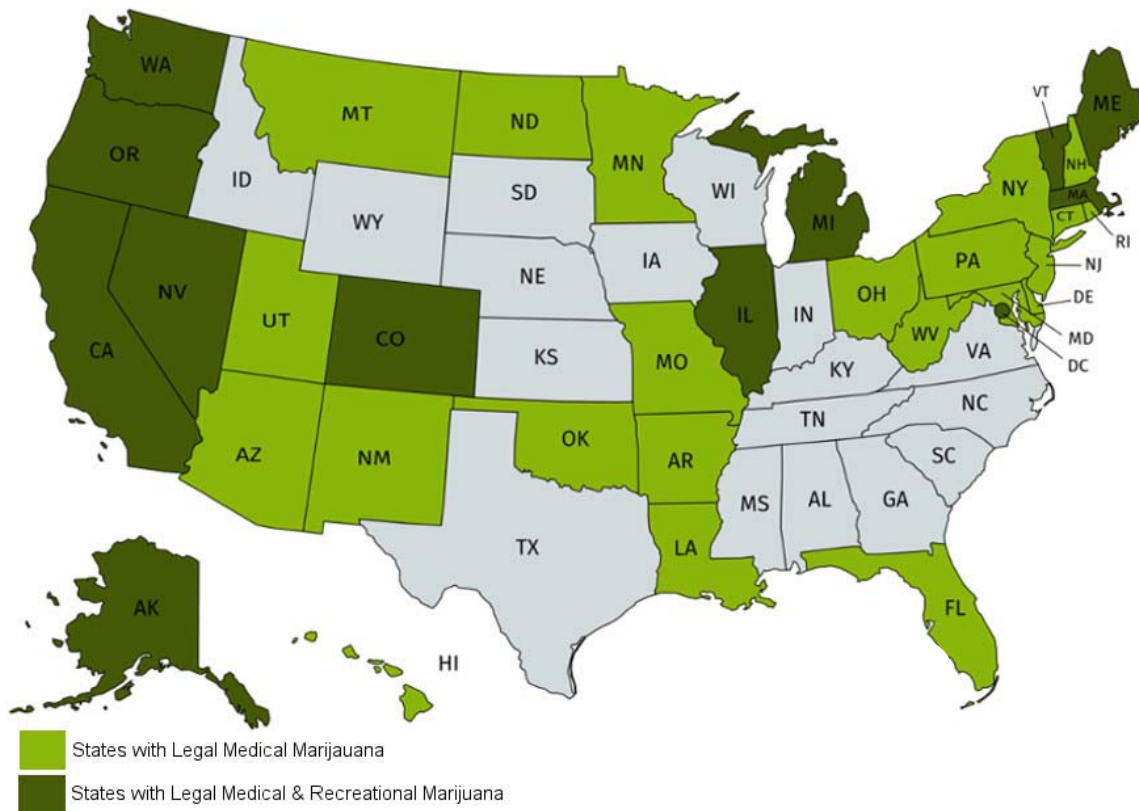 WA
MT
ND
MN
VT
ME
OR
ID
SD
WI
MI
NY
NH
MA
CT
RI
WY
NE
IA
PA
NJ
NV
UT
CO
KS
MO
IL
IN
OH
WV
DE
MD
DC
VA
CA
KY
AZ
NM
OK
AR
TN
NC
SC
TX
LA
MS
AL
GA
FL
AK
HI
States with Legal Medical Marijauana
States with Legal Medical & Recreational Marijuana